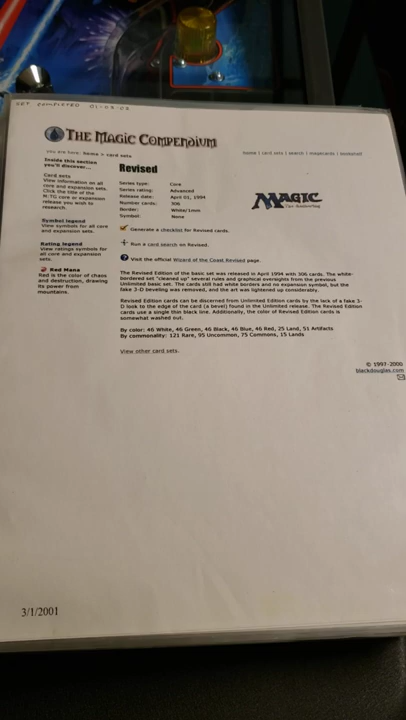 SET COMPLETED 01-03-03
THE MAGIC COMPENDIUM
you are here: home > card sets
home | card sets | search | magicards | bookshelf
Inside this section
you'll discover...
Card sets
View information on all
core and expansion sets.
Click the title of the
M:TG core or expansion
release you wish to
research.
Symbol legend
View symbols for all core
and expansion sets.
Rating legend
View ratings symbols for
all core and expansion
sets.
Red Mana
Red is the color of chaos
and destruction, drawing
its power from
mountains.
Revised
Series type: Core
Series rating: Advanced
Release date: April 01, 1994
Number cards: 306
Border: White/1mm
Symbol: None
MAGIC
The Gathering
Generate a checklist for Revised cards.
Run a card search on Revised.
Visit the official Wizards of the Coast Revised page.
The Revised Edition of the basic set was released in April 1994 with 306 cards. The white-
bordered set "cleaned up" several rules and graphical oversights from the previous
Unlimited basic set. The cards still had white borders and no expansion symbol, but the
fake 3-D beveling was removed, and the art was lightened up considerably.
Revised Edition cards can be discerned from Unlimited Edition cards by the lack of a fake 3-
D look to the edge of the card (a bevel) found in the Unlimited release. The Revised Edition
cards use a single thin black line. Additionally, the color of Revised Edition cards is
somewhat washed out.
By color: 46 White, 46 Green, 46 Black, 46 Blue, 46 Red, 25 Land, 51 Artifacts
By commonality: 121 Rare, 95 Uncommon, 75 Commons, 15 Lands
View other card sets.
© 1997-2000
blackdouglas.com
3/1/2001